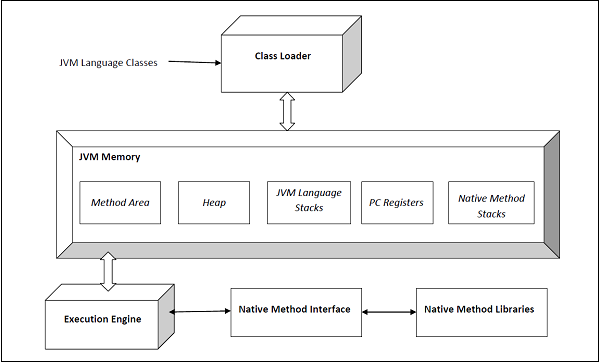 Class Loader
JVM Language Classes
JVM Memory
Method Area
Heap
JVM Language
Stacks
PC Registers
Native Method
Stacks
Execution Engine
Native Method Interface
Native Method Libraries